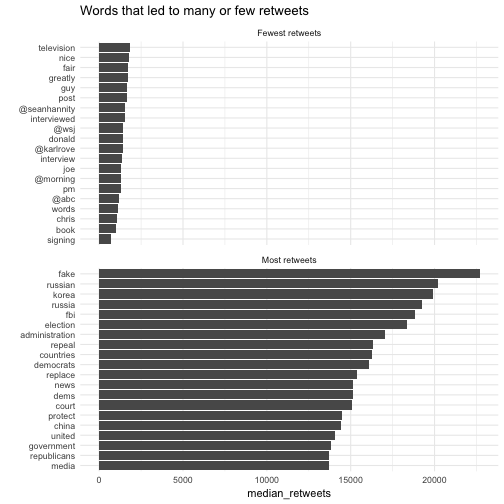 Words that led to many or few retweets
Fewest retweets
television
nice
fair
greatly
guy
post
@seanhannity
interviewed
@wsj
donald
@karlrove
interview
joe
@morning
pm
@abc
words
chris
book
signing
Most retweets
fake
russian
korea
russia
fbi
election
administration
repeal
countries
democrats
replace
news
dems
court
protect
china
united
government
republicans
media
0 5000 10000 15000 20000
median_retweets